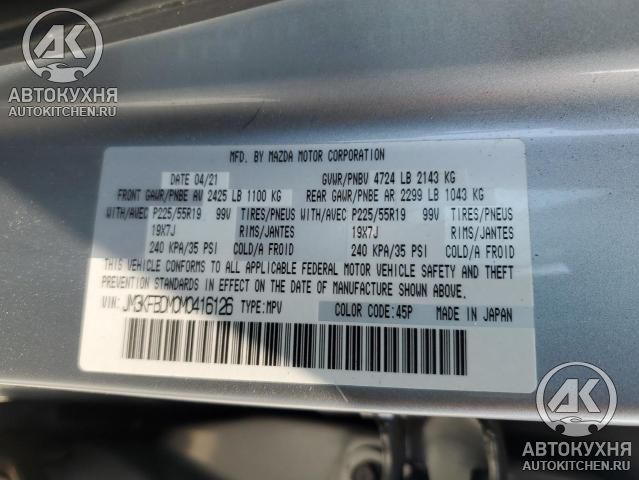 AK
АВТОКУХНЯ
AUTOKITCHEN.RU
MFD. BY MAZDA MOTOR CORPORATION
DATE 04/21 GVWR/PNBV 4724 LB 2143 KG
FRONT GAWR/PNBE AV 2425 LB 1100 KG REAR GAWR/PNBE AR 2299 LB 1043 KG
WITH/AVEC P225/55R19 99V TIRES/PNEUS WITH/AVEC P225/55R19 99V TIRES/PNEUS
19X7J RIMS/JANTES 19X7J RIMS/JANTES
240 KPA/35 PSI COLD/A FROID 240 KPA/35 PSI COLD/A FROID
THIS VEHICLE CONFORMS TO ALL APPLICABLE FEDERAL MOTOR VEHICLE SAFETY AND THEFT
PREVENTION STANDARDS IN EFFECT ON THE DATE OF MANUFACTURE SHOWN ABOVE.
VIN: JM3KFBDM0M0416126 TYPE:MPV COLOR CODE:45P MADE IN JAPAN
AK
АВТОКУХНЯ
AUTOKITCHEN.RU